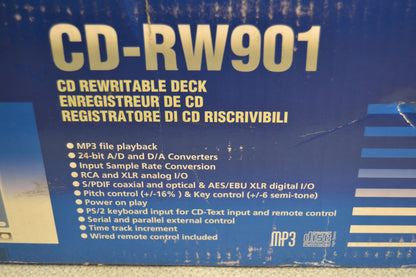 CD-RW901
CD REWRITABLE DECK
ENREGISTREUR DE CD
REGISTRATORE DI CD RISCRIVIBILI
• MP3 file playback
• 24-bit A/D and D/A Converters
• Input Sample Rate Conversion
• RCA and XLR analog I/O
• S/PDIF coaxial and optical & AES/EBU XLR digital I/O
• Pitch control (+/-16% ) & Key control (+/-6 semi-tone)
• Power on play
• PS/2 keyboard input for CD-Text input and remote control
• Serial and parallel external control
• Time track increment
• Wired remote control included
MP3